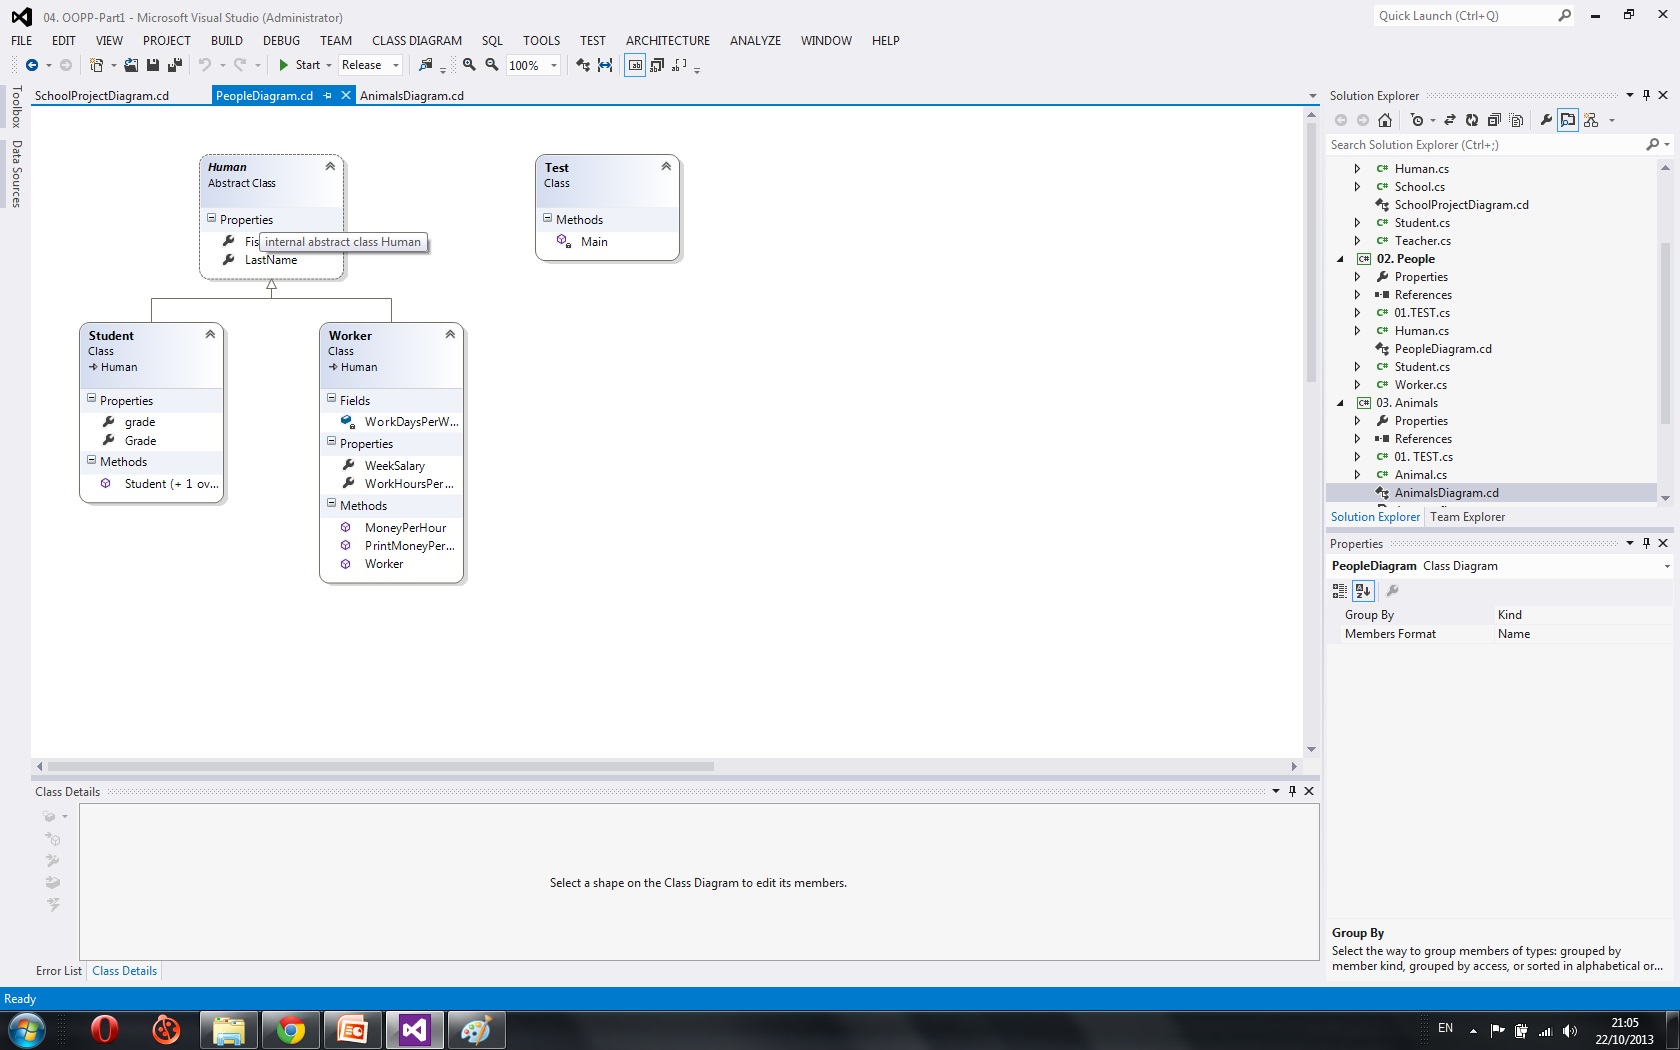 04. OOPP-Part1 - Microsoft Visual Studio (Administrator)
Quick Launch (Ctrl+Q)
FILE EDIT VIEW PROJECT BUILD DEBUG TEAM CLASS DIAGRAM SQL TOOLS TEST ARCHITECTURE ANALYZE WINDOW HELP
Start Release 100%
Toolbox
Data Sources
SchoolProjectDiagram.cd PeopleDiagram.cd AnimalsDiagram.cd
Human
Abstract Class
Properties
Fis
internal abstract class Human
LastName
Test
Class
Methods
Main
Student
Class
Human
Properties
grade
Grade
Methods
Student (+ 1 ov...
Worker
Class
Human
Fields
WorkDaysPerW...
Properties
WeekSalary
WorkHoursPer...
Methods
MoneyPerHour
PrintMoneyPer...
Worker
Solution Explorer
Search Solution Explorer (Ctrl+;)
Human.cs
School.cs
SchoolProjectDiagram.cd
Student.cs
Teacher.cs
02. People
Properties
References
01.TEST.cs
Human.cs
PeopleDiagram.cd
Student.cs
Worker.cs
03. Animals
Properties
References
01. TEST.cs
Animal.cs
AnimalsDiagram.cd
Solution Explorer Team Explorer
Properties
PeopleDiagram Class Diagram
Group By Kind
Members Format Name
Group By
Select the way to group members of types: grouped by
member kind, grouped by access, or sorted in alphabetical or...
Class Details
Select a shape on the Class Diagram to edit its members.
Error List Class Details
Ready
EN
21:05
22/10/2013